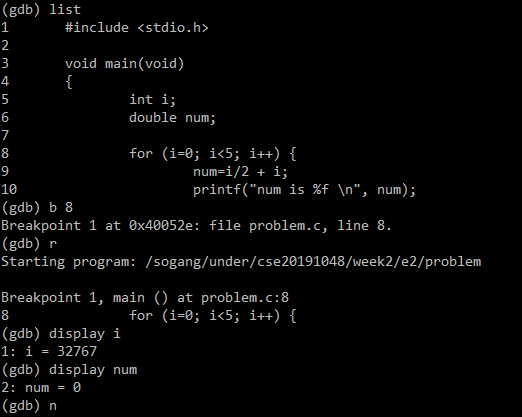 (gdb) list
1       #include <stdio.h>
2
3       void main(void)
4       {
5               int i;
6               double num;
7
8               for (i=0; i<5; i++) {
9                       num=i/2 + i;
10                      printf("num is %f \n", num);
(gdb) b 8
Breakpoint 1 at 0x40052e: file problem.c, line 8.
(gdb) r
Starting program: /sogang/under/cse20191048/week2/e2/problem

Breakpoint 1, main () at problem.c:8
8               for (i=0; i<5; i++) {
(gdb) display i
1: i = 32767
(gdb) display num
2: num = 0
(gdb) n